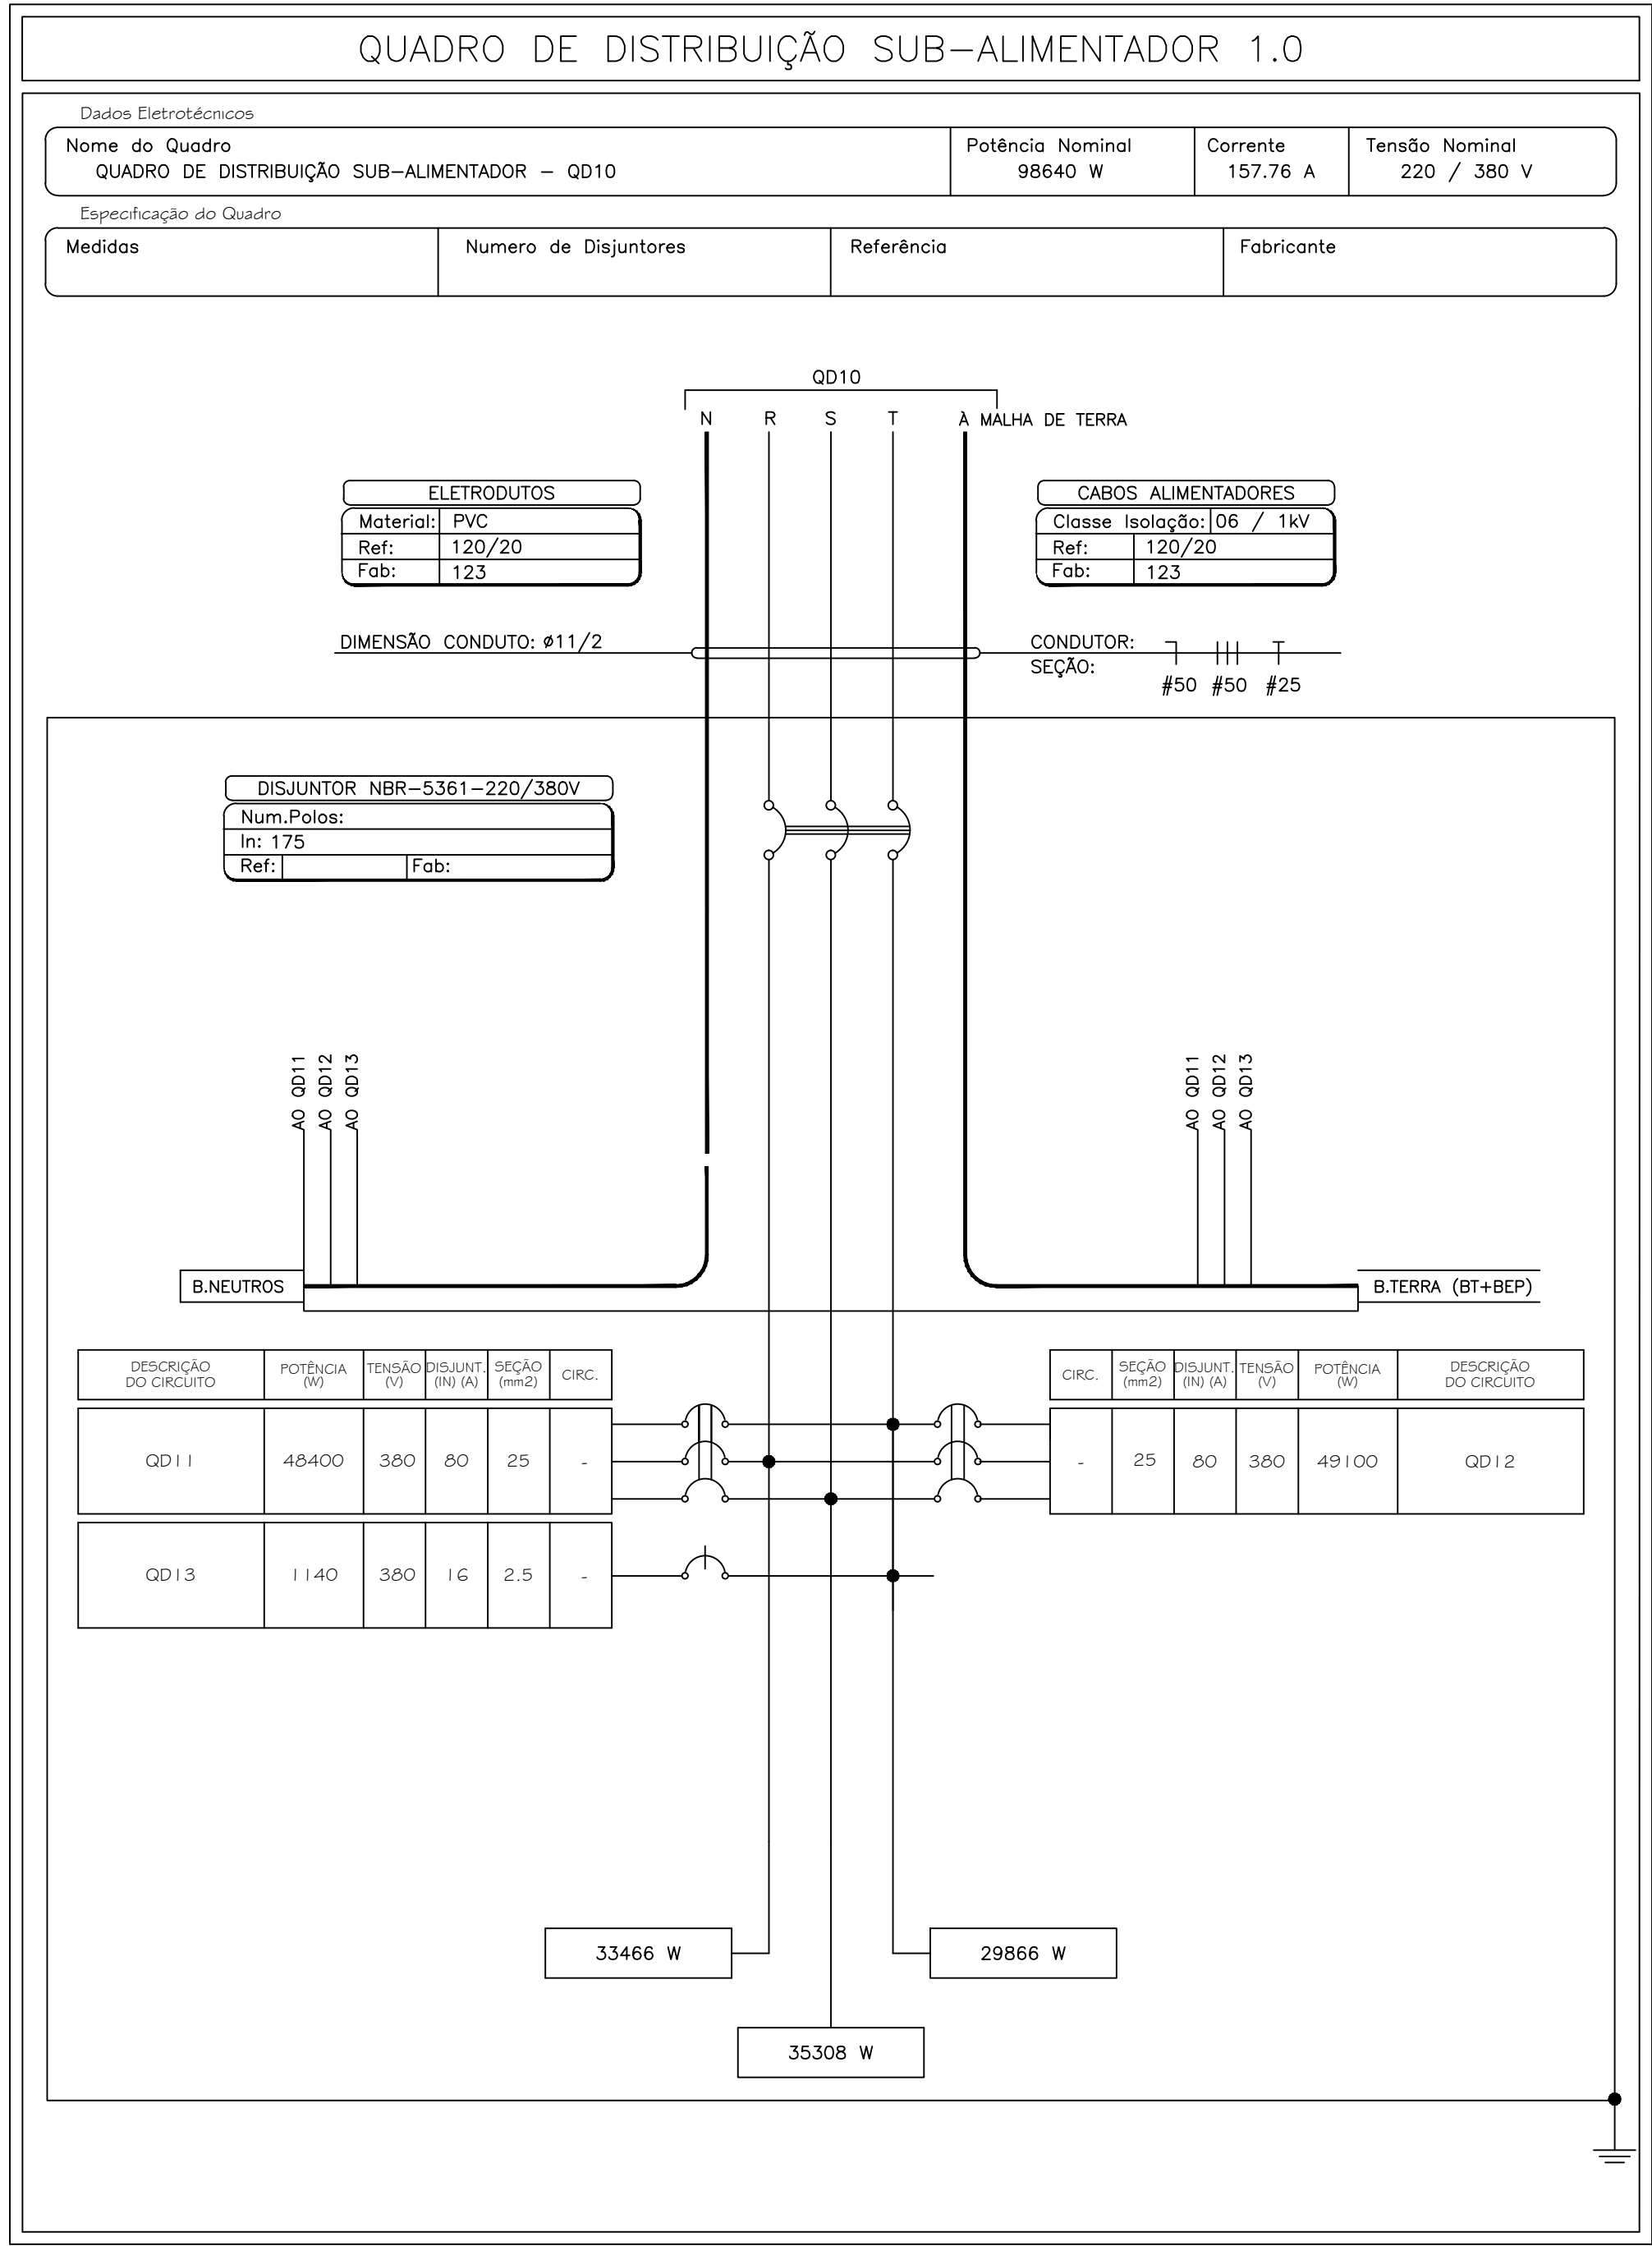 QUADRO DE DISTRIBUIÇÃO SUB-ALIMENTADOR 1.0
Dados Eletrotécnicos
Nome do Quadro
QUADRO DE DISTRIBUIÇÃO SUB-ALIMENTADOR - QD10
Potência Nominal
98640 W
Corrente
157.76 A
Tensão Nominal
220 / 380 V
Especificação do Quadro
Medidas
Numero de Disjuntores
Referência
Fabricante
QD10
N R S T À MALHA DE TERRA
ELETRODUTOS
Material: PVC
Ref: 120/20
Fab: 123
CABOS ALIMENTADORES
Classe Isolação: 06 / 1kV
Ref: 120/20
Fab: 123
DIMENSÃO CONDUTO: ø11/2
CONDUTOR:
SEÇÃO:
#50 #50 #25
DISJUNTOR NBR-5361-220/380V
Num.Polos:
In: 175
Ref: Fab:
AO QD11
AO QD12
AO QD13
AO QD11
AO QD12
AO QD13
B.NEUTROS
B.TERRA (BT+BEP)
DESCRIÇÃO DO CIRCUITO
POTÊNCIA (W)
TENSÃO (V)
DISJUNT. (IN) (A)
SEÇÃO (mm2)
CIRC.
QD11 48400 380 80 25 -
QD13 1140 380 16 2.5 -
CIRC.
SEÇÃO (mm2)
DISJUNT. (IN) (A)
TENSÃO (V)
POTÊNCIA (W)
DESCRIÇÃO DO CIRCUITO
- 25 80 380 49100 QD12
33466 W
29866 W
35308 W